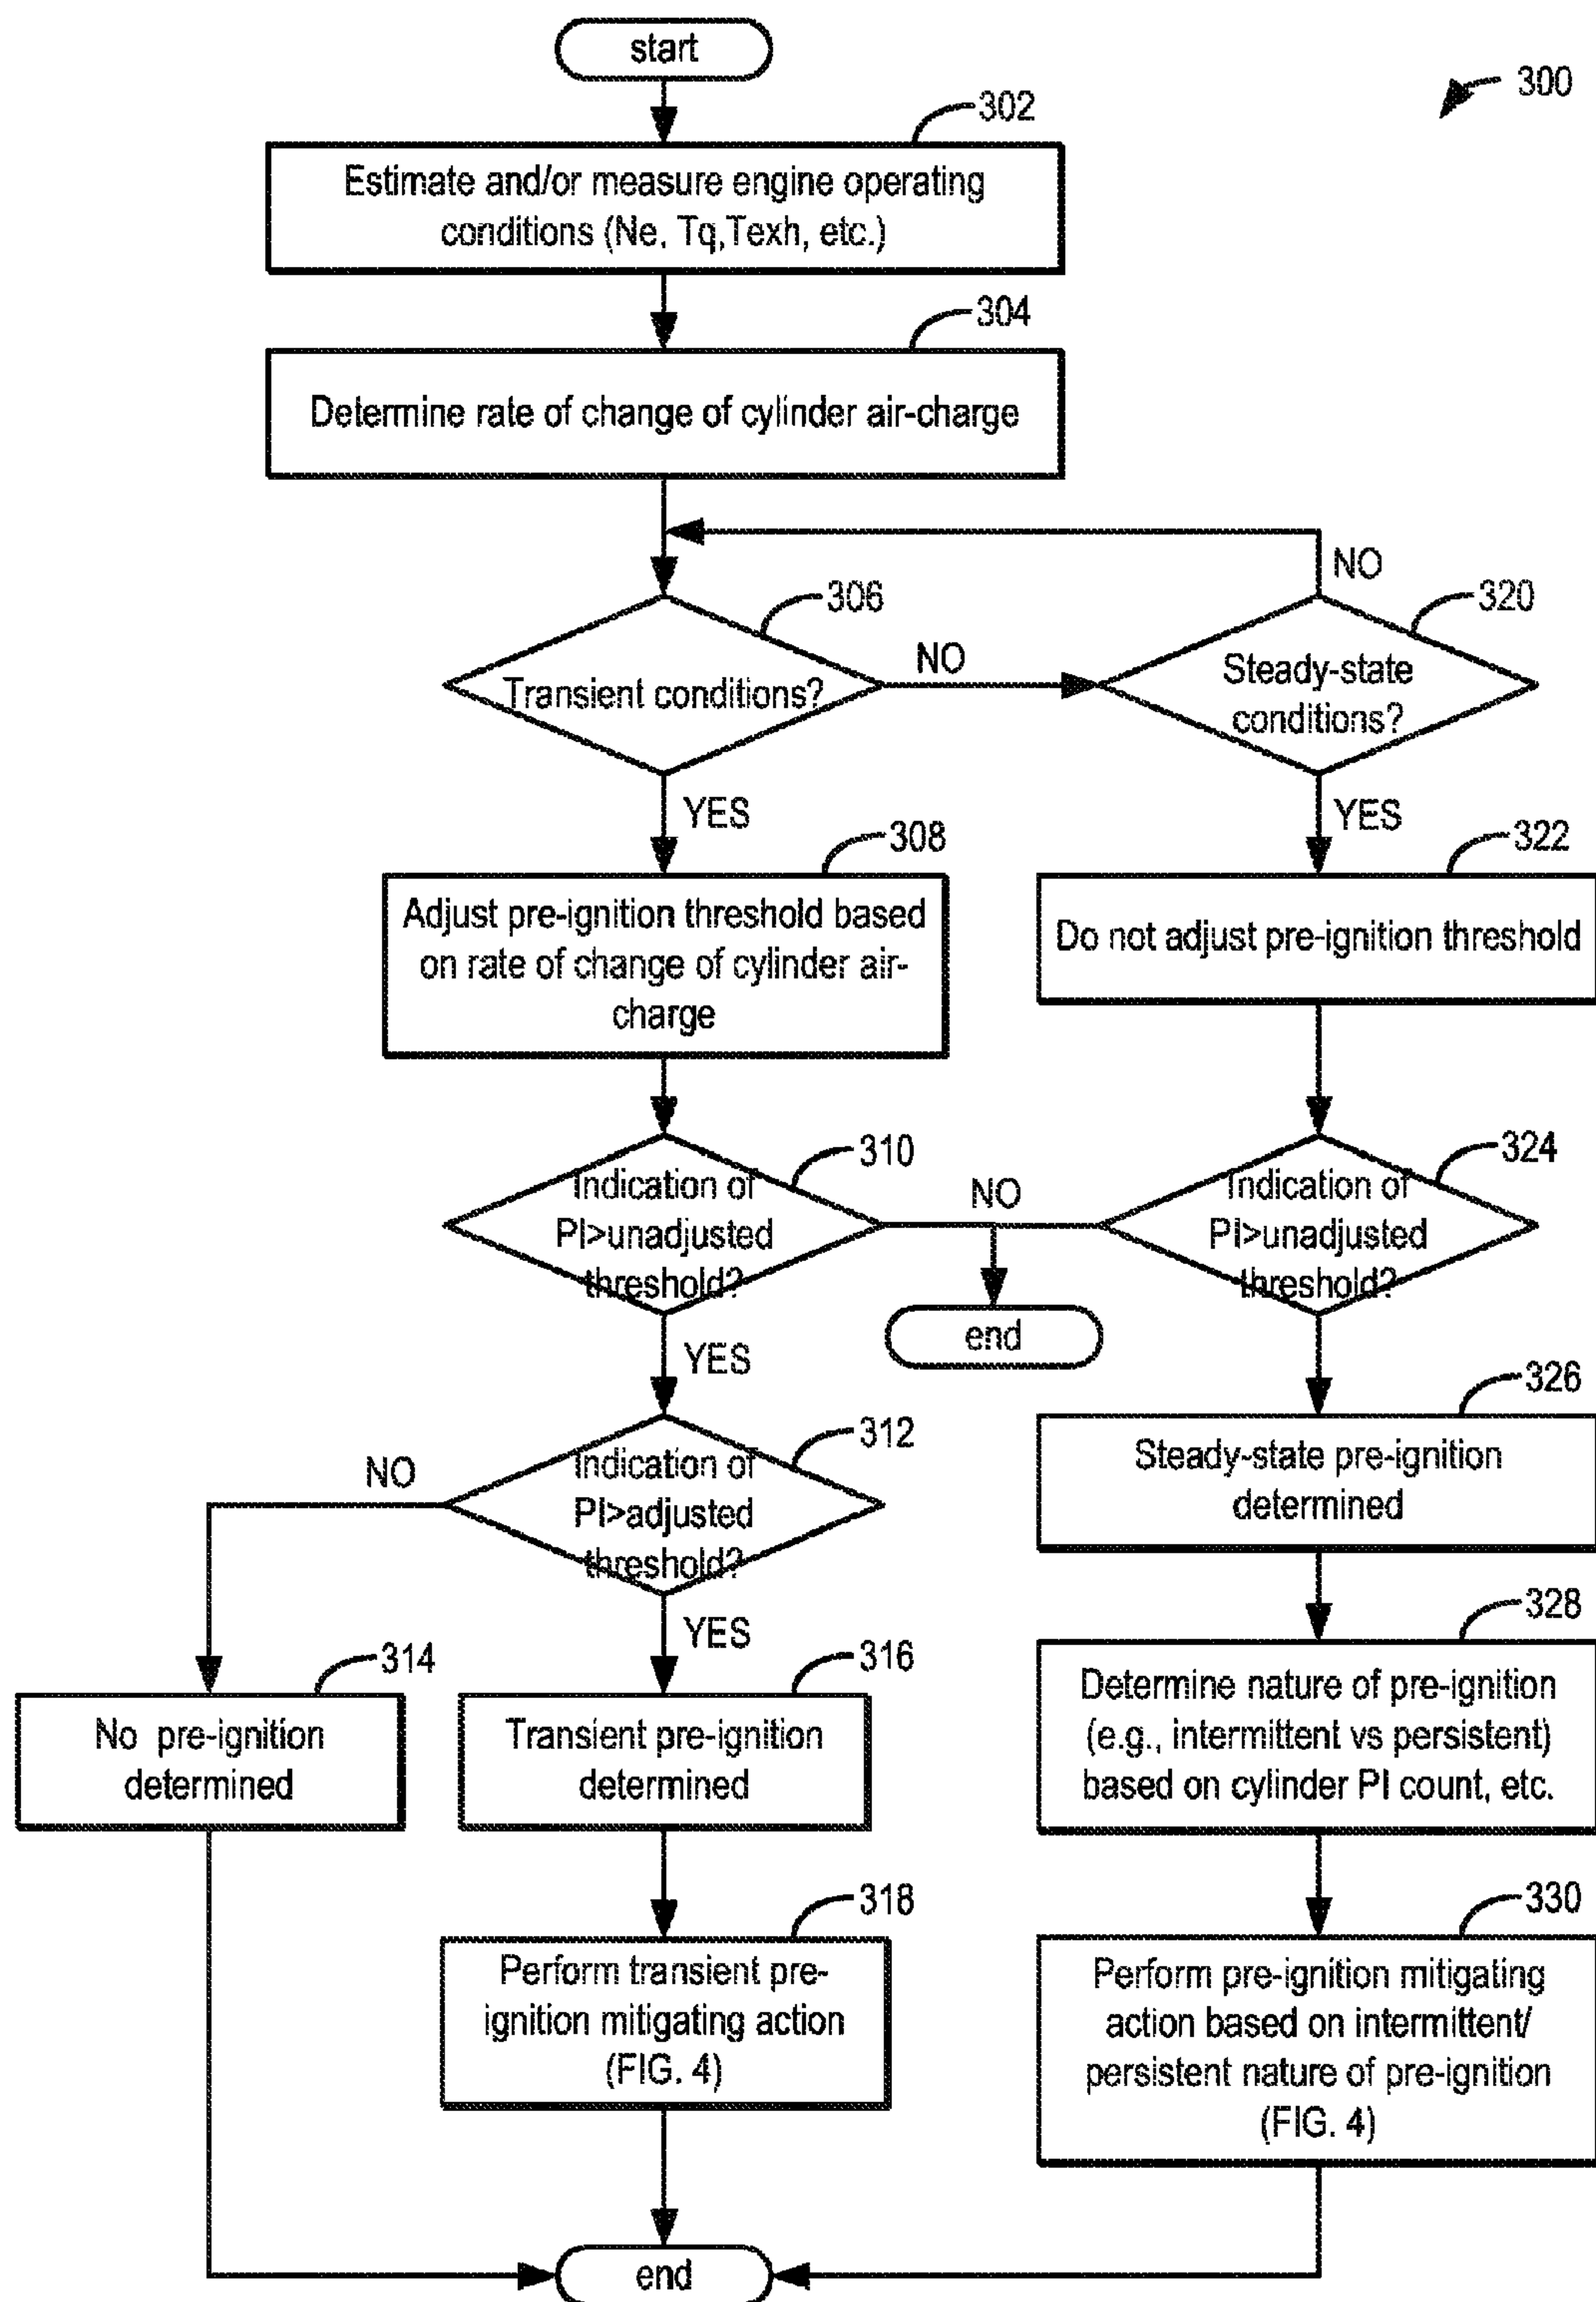 start
300
302
Estimate and/or measure engine operating
conditions (Ne, Tq,Texh, etc.)
304
Determine rate of change of cylinder air-charge
NO
306
320
Transient conditions?
NO
Steady-state
conditions?
YES
YES
308
322
Adjust pre-ignition threshold based
on rate of change of cylinder air-
charge
Do not adjust pre-ignition threshold
310
324
Indication of
PI>unadjusted
threshold?
NO
Indication of
PI>unadjusted
threshold?
end
YES
326
312
Indication of
PI>adjusted
threshold?
NO
Steady-state pre-ignition
determined
YES
328
314
316
No pre-ignition
determined
Transient pre-ignition
determined
Determine nature of pre-ignition
(e.g., intermittent vs persistent)
based on cylinder PI count, etc.
318
330
Perform transient pre-
ignition mitigating action
(FIG. 4)
Perform pre-ignition mitigating
action based on intermittent/
persistent nature of pre-ignition
(FIG. 4)
end